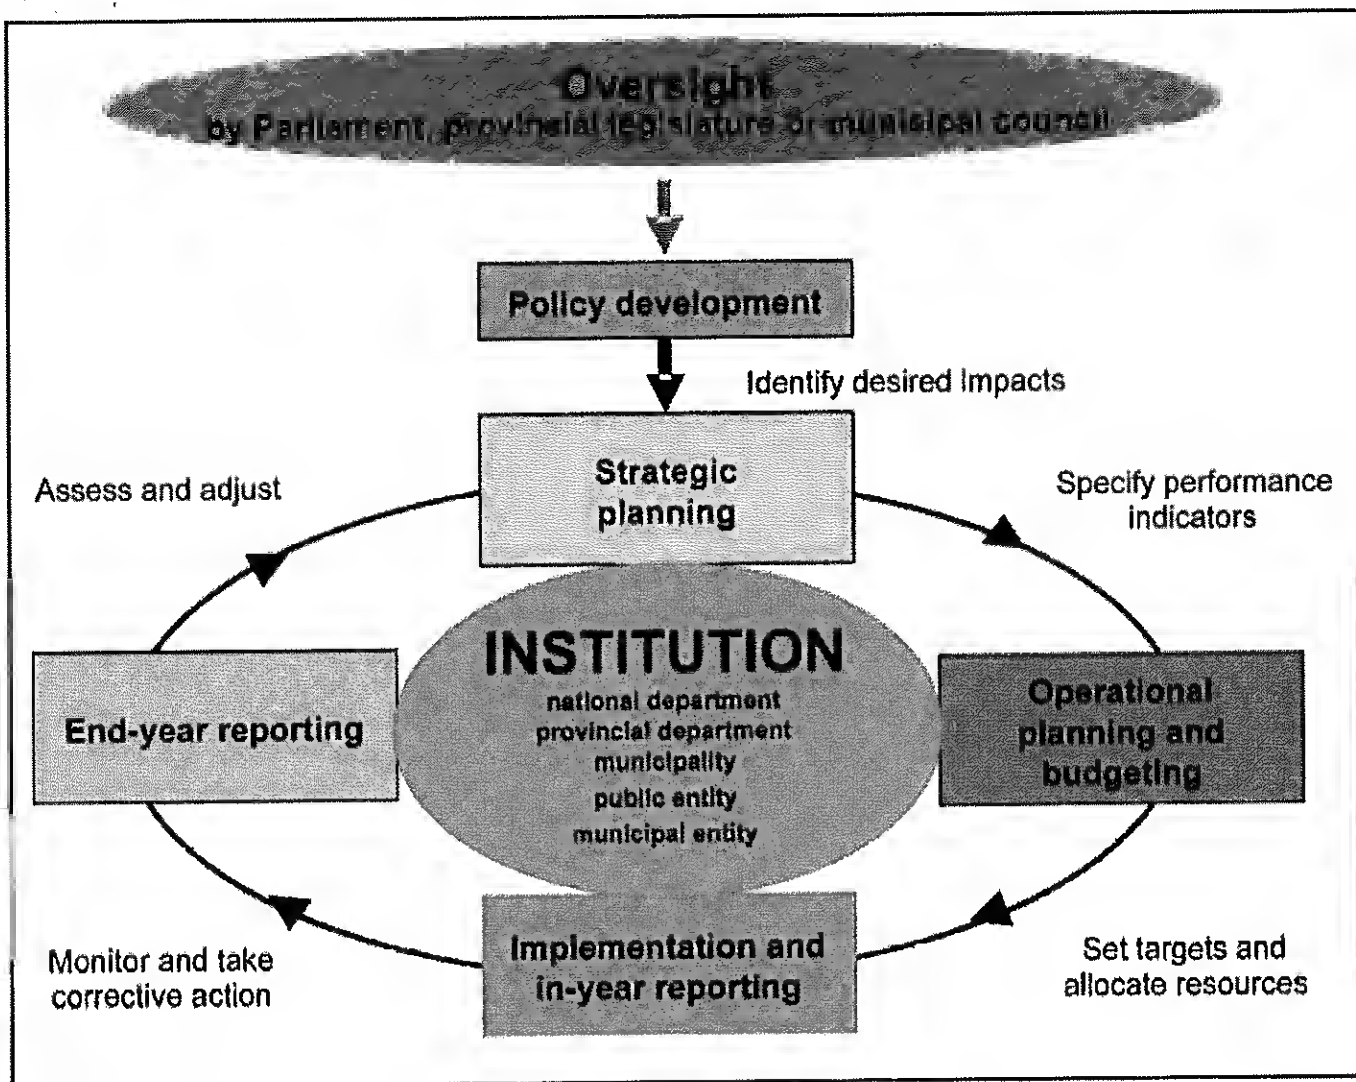 Oversight
by Parliament, provincial legislature or municipal council
Policy development
Identify desired impacts
Strategic
planning
Assess and adjust
Specify performance
indicators
INSTITUTION
national department
provincial department
municipality
public entity
municipal entity
End-year reporting
Operational
planning and
budgeting
Implementation and
in-year reporting
Monitor and take
corrective action
Set targets and
allocate resources